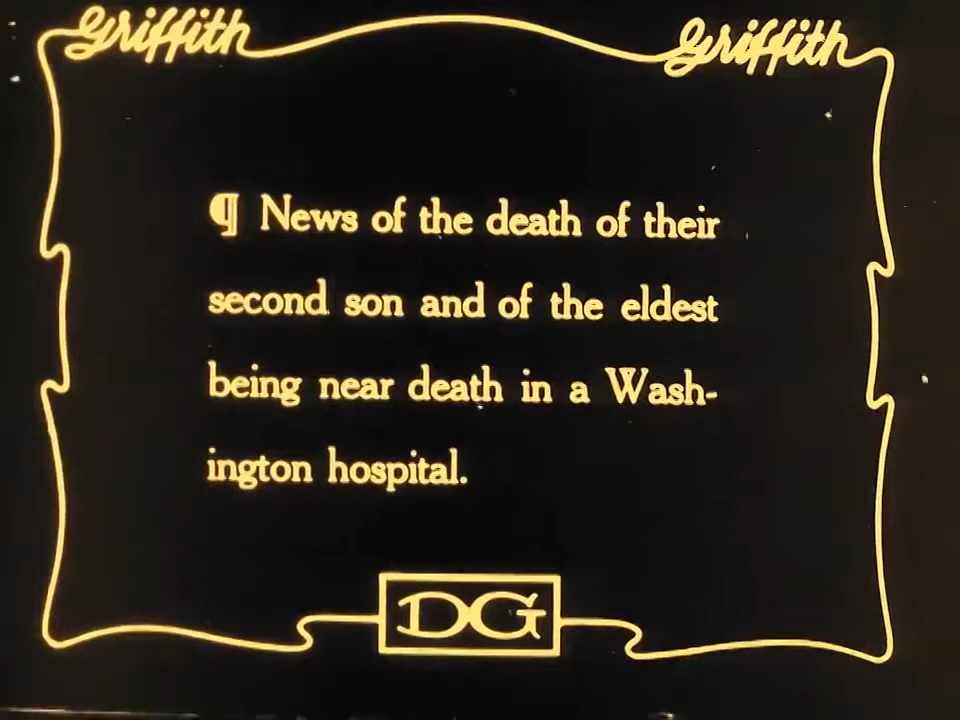 Griffith Griffith
¶ News of the death of their
second son and of the eldest
being near death in a Wash-
ington hospital.
DG